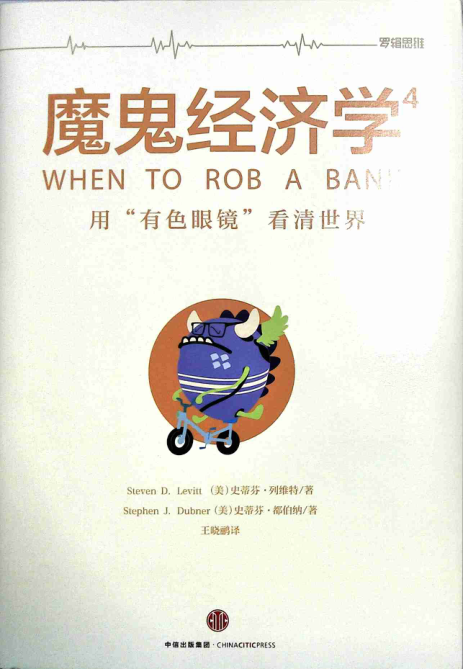 罗辑思维
魔鬼经济学4
WHEN TO ROB A BANK
用“有色眼镜”看清世界
Steven D. Levitt (美)史蒂芬·列维特/著
Stephen J. Dubner (美)史蒂芬·都伯纳/著
王晓鹂译
中信出版集团·CHINACITICPRESS